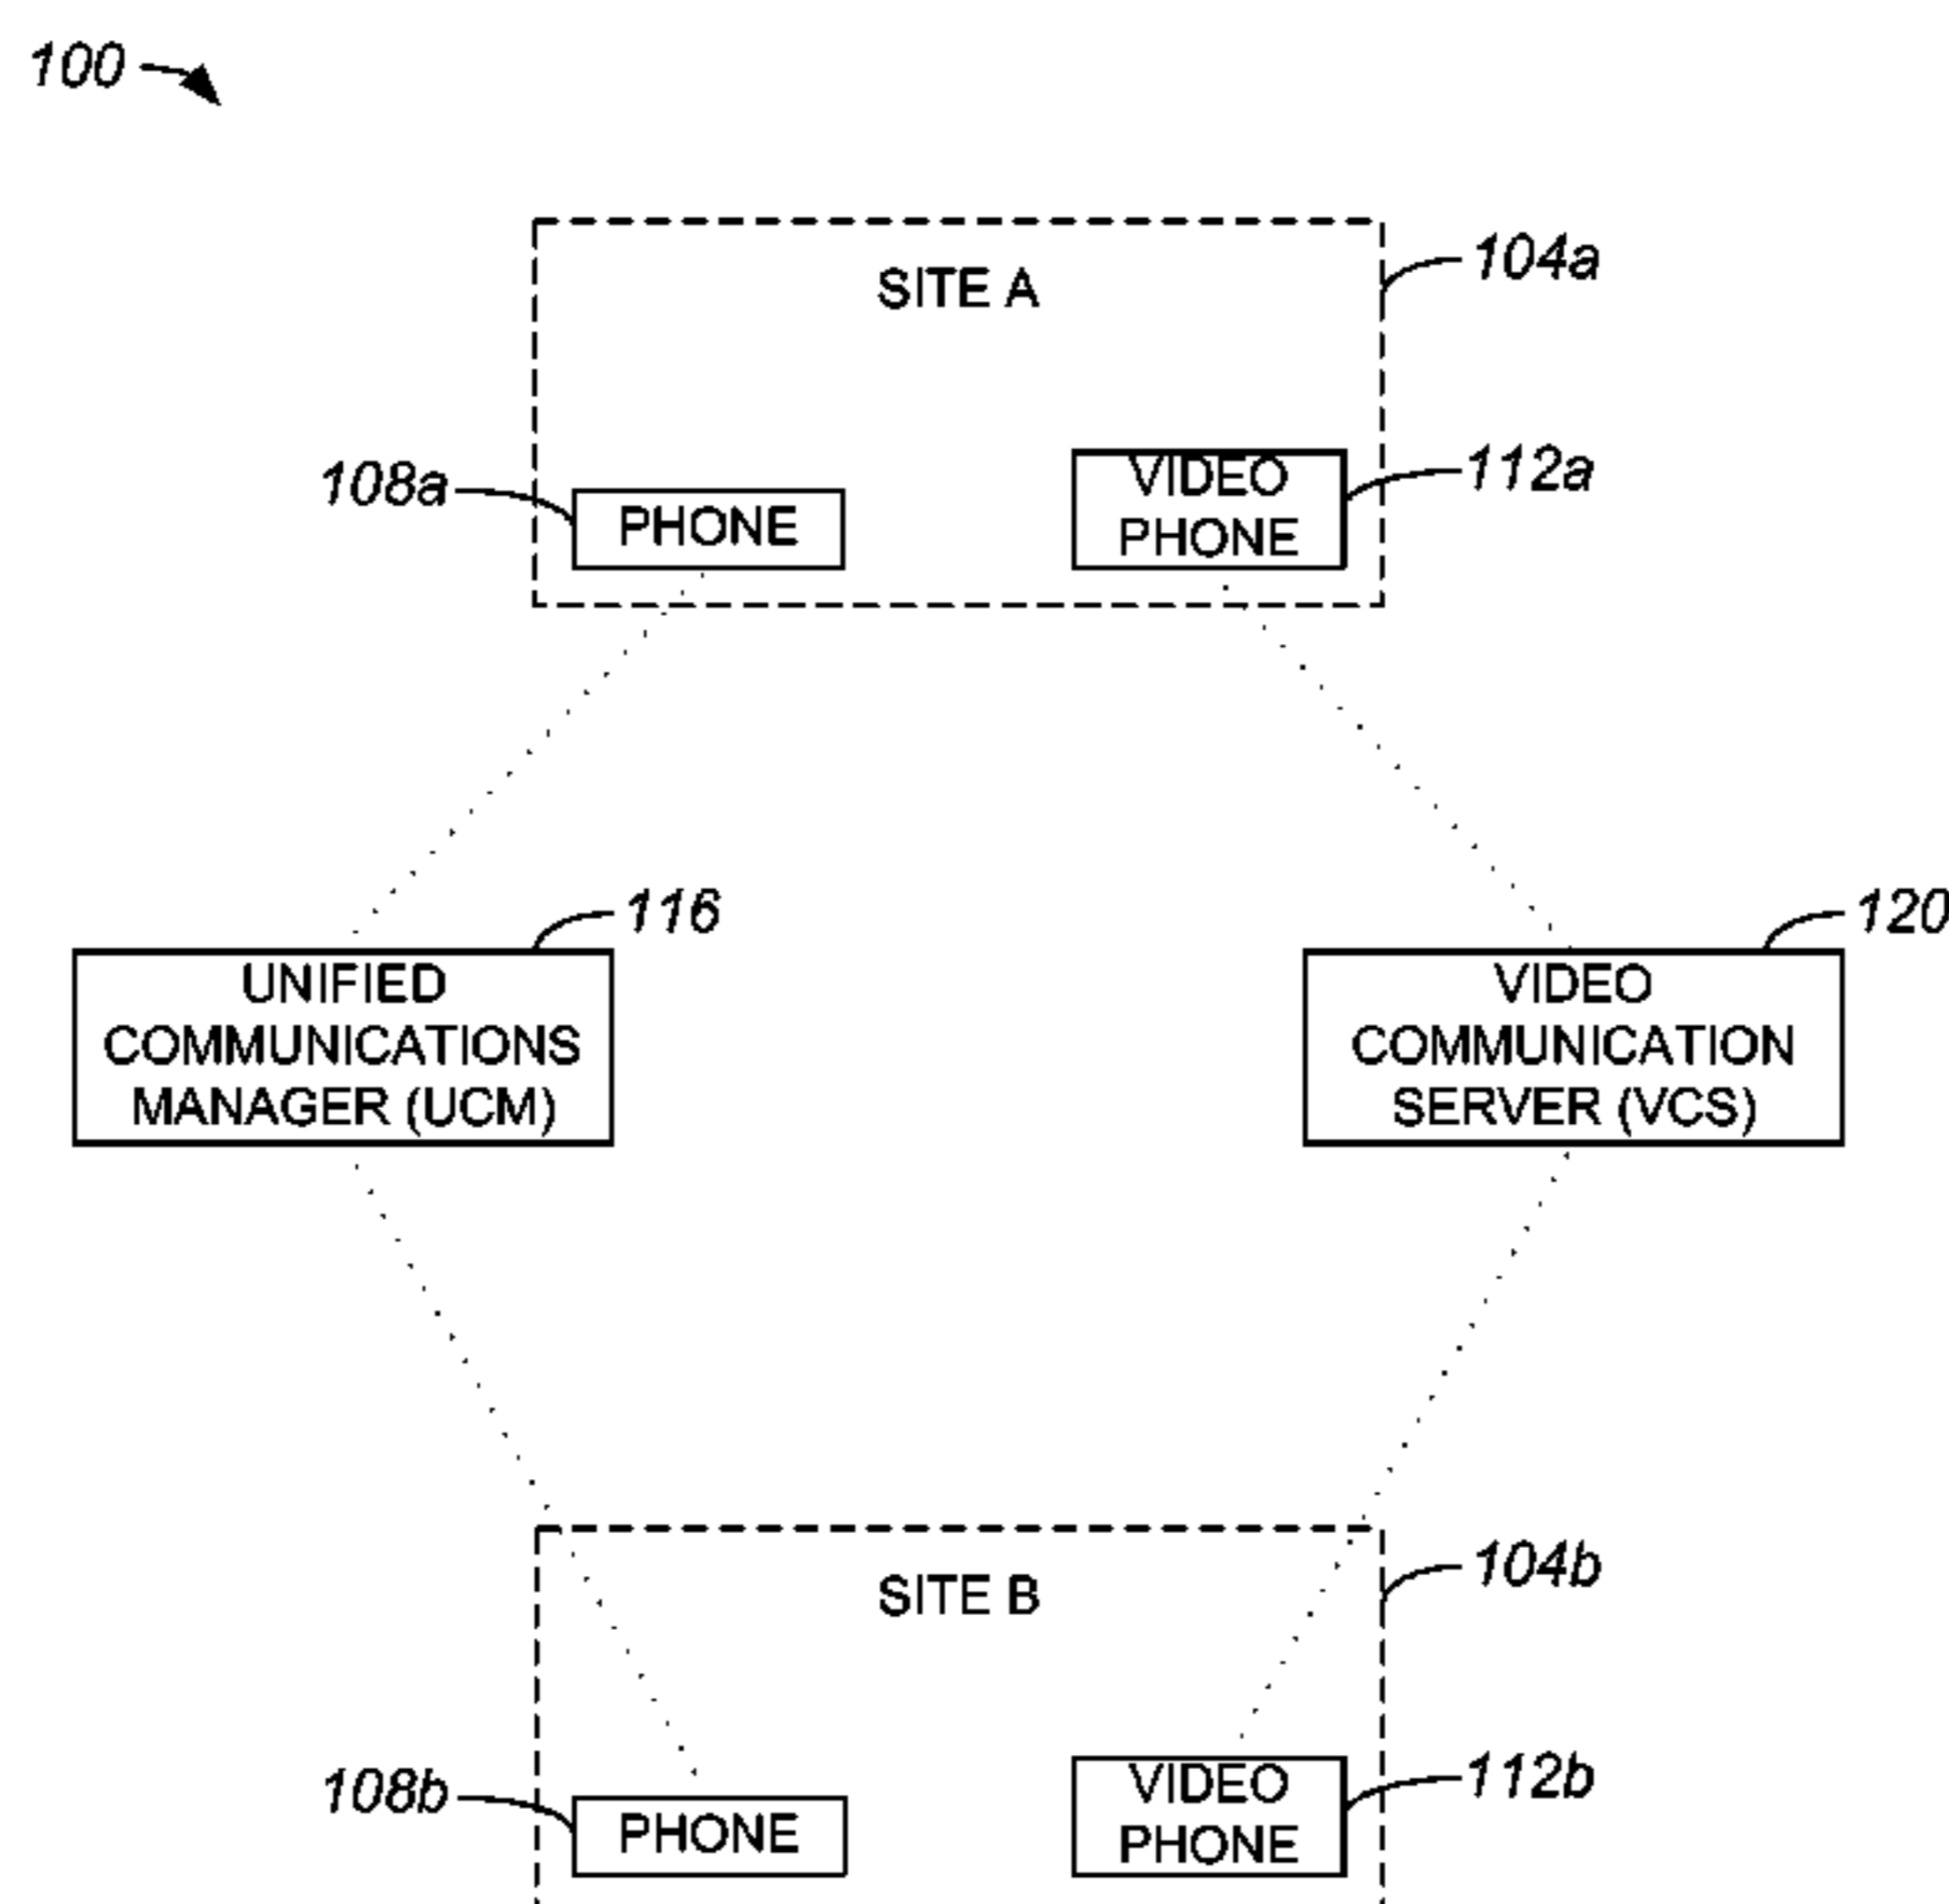 100
SITE A
104a
108a
PHONE
VIDEO
PHONE
112a
116
120
UNIFIED
COMMUNICATIONS
MANAGER (UCM)
VIDEO
COMMUNICATION
SERVER (VCS)
SITE B
104b
108b
PHONE
VIDEO
PHONE
112b